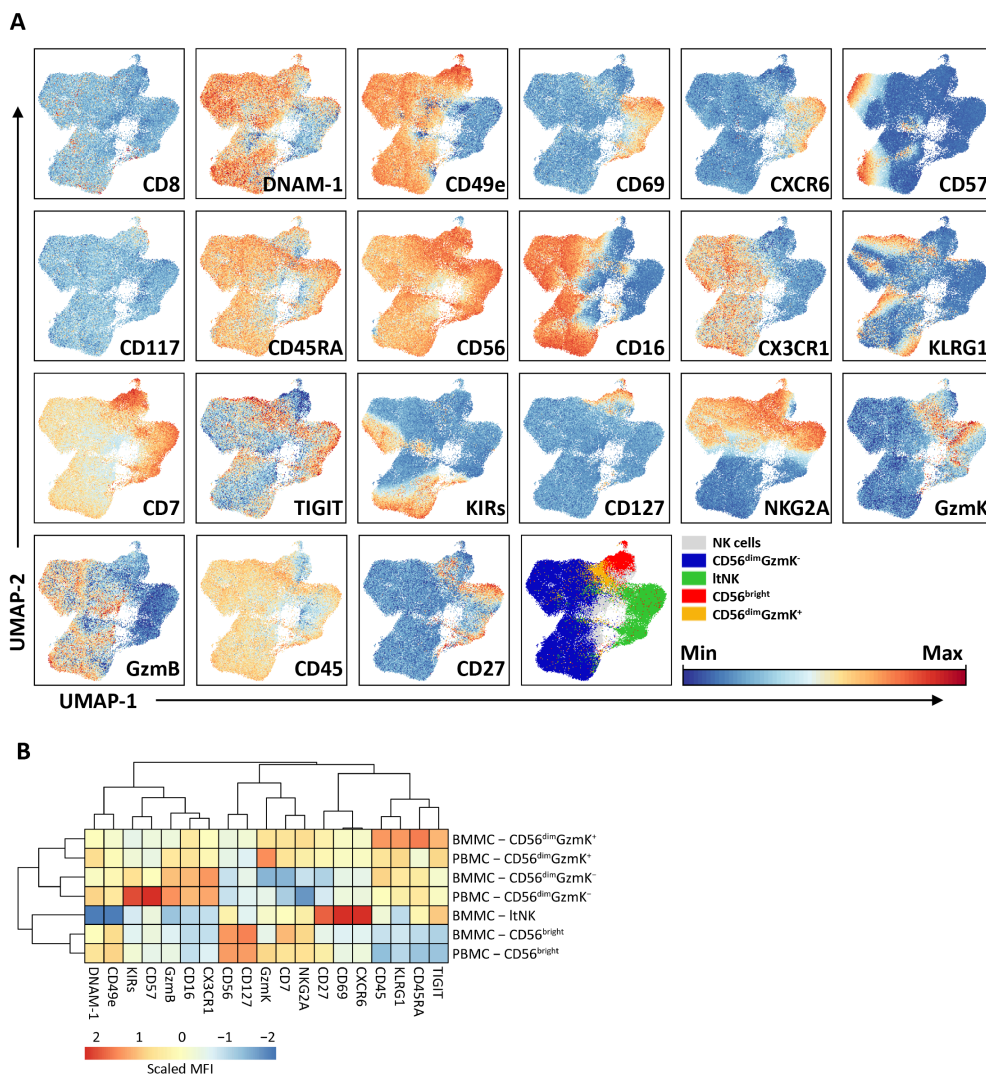 A
CD8
DNAM-1
CD49e
CD69
CXCR6
CD57
CD117
CD45RA
CD56
CD16
CX3CR1
KLRG1
CD7
TIGIT
KIRs
CD127
NKG2A
GzmK
GzmB
CD45
CD27
NK cells
CD56dimGzmK-
ltNK
CD56bright
CD56dimGzmK+
Min Max
UMAP-2
UMAP-1
B
BMMC – CD56dimGzmK+
PBMC – CD56dimGzmK+
BMMC – CD56dimGzmK-
PBMC – CD56dimGzmK-
BMMC – ltNK
BMMC – CD56bright
PBMC – CD56bright
DNAM-1
CD49e
KIRs
CD57
GzmB
CD16
CX3CR1
CD56
CD127
GzmK
CD7
NKG2A
CD27
CD69
CXCR6
CD45
KLRG1
CD45RA
TIGIT
2 1 0 −1 −2
Scaled MFI